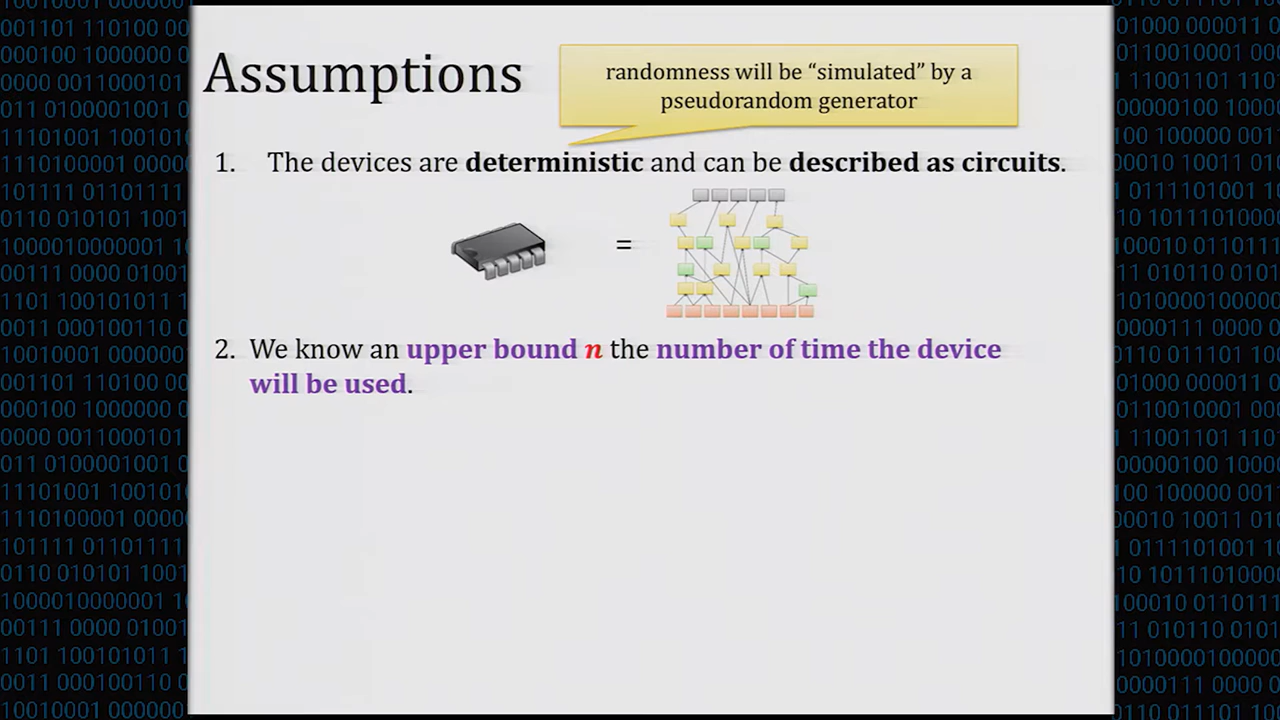 Assumptions
randomness will be “simulated” by a
pseudorandom generator
1. The devices are deterministic and can be described as circuits.
=
2. We know an upper bound n the number of time the device
will be used.